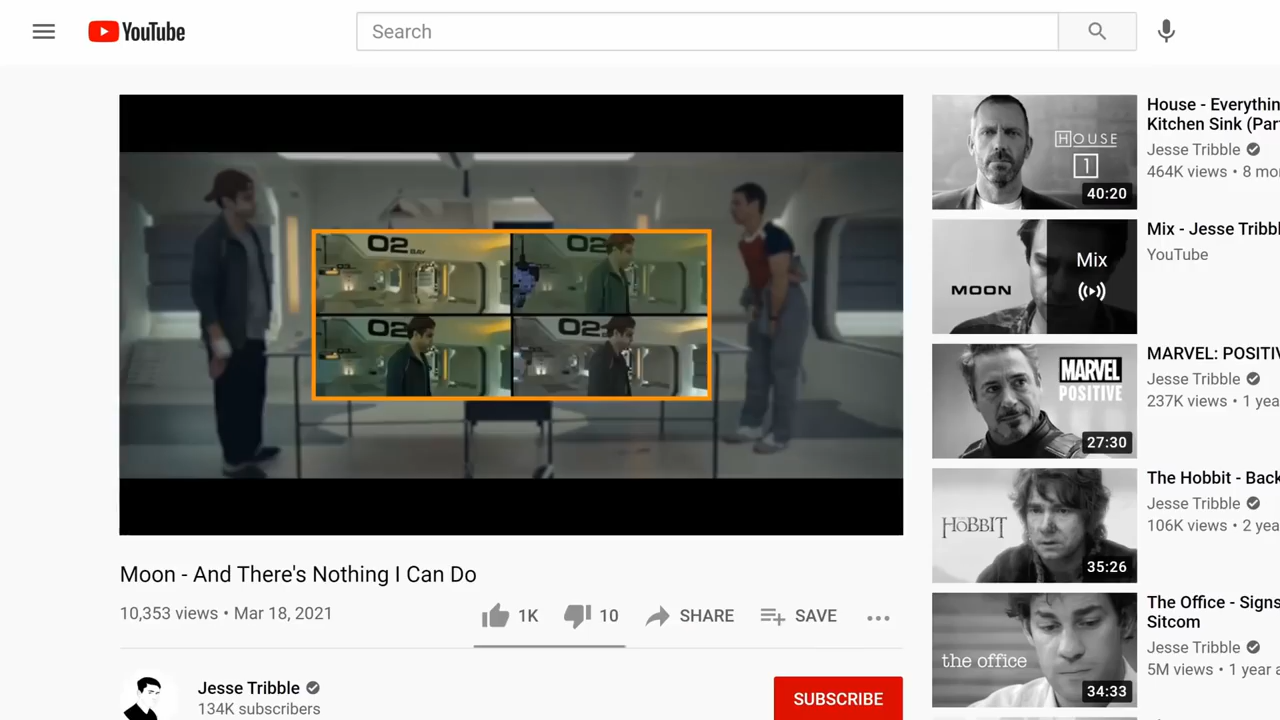 YouTube
Search
02 BAY
02
02
02
Moon - And There's Nothing I Can Do
10,353 views • Mar 18, 2021
1K
10
SHARE
SAVE
Jesse Tribble
134K subscribers
SUBSCRIBE
HOUSE
1
40:20
House - Everythin
Kitchen Sink (Par
Jesse Tribble
464K views • 8 mo
MOON
Mix
Mix - Jesse Tribbl
YouTube
MARVEL
POSITIVE
27:30
MARVEL: POSITIV
Jesse Tribble
237K views • 1 yea
THE HOBBIT
35:26
The Hobbit - Back
Jesse Tribble
106K views • 2 yea
the office
34:33
The Office - Signs
Sitcom
Jesse Tribble
5M views • 1 year a